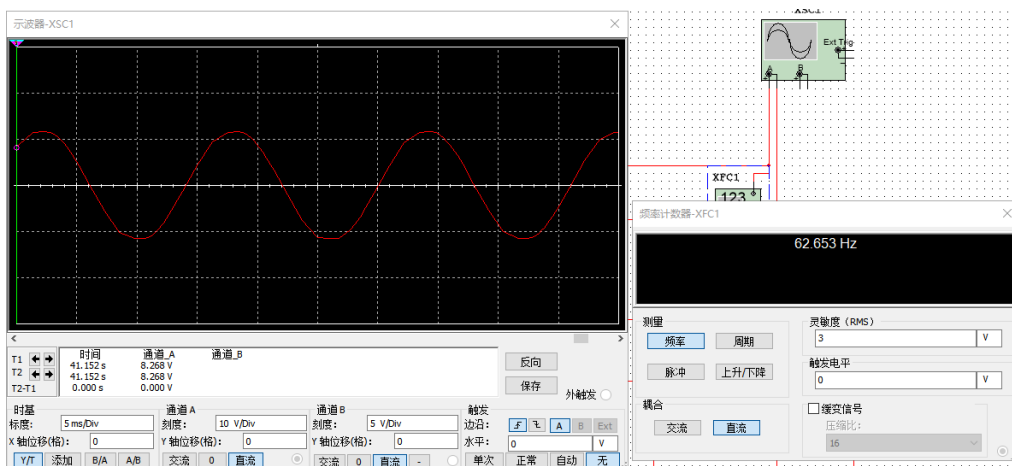 示波器-XSC1
XSC1
Ext Trig
A
B
XFC1
123
频率计数器-XFC1
62.653 Hz
测量
频率
周期
脉冲
上升/下降
耦合
交流
直流
灵敏度（RMS）
3
V
触发电平
0
V
缓变信号
压缩比:
16
T1
T2
T2-T1
时间
通道_A
通道_B
41.152 s
8.268 V
41.152 s
8.268 V
0.000 s
0.000 V
反向
保存
外触发
时基
标度:
5 ms/Div
X 轴位移(格):
0
Y/T
添加
B/A
A/B
通道 A
刻度:
10 V/Div
Y 轴位移(格):
0
交流
0
直流
通道 B
刻度:
5 V/Div
Y 轴位移(格):
0
交流
0
直流
-
触发
边沿:
A
B
Ext
水平:
0
V
单次
正常
自动
无